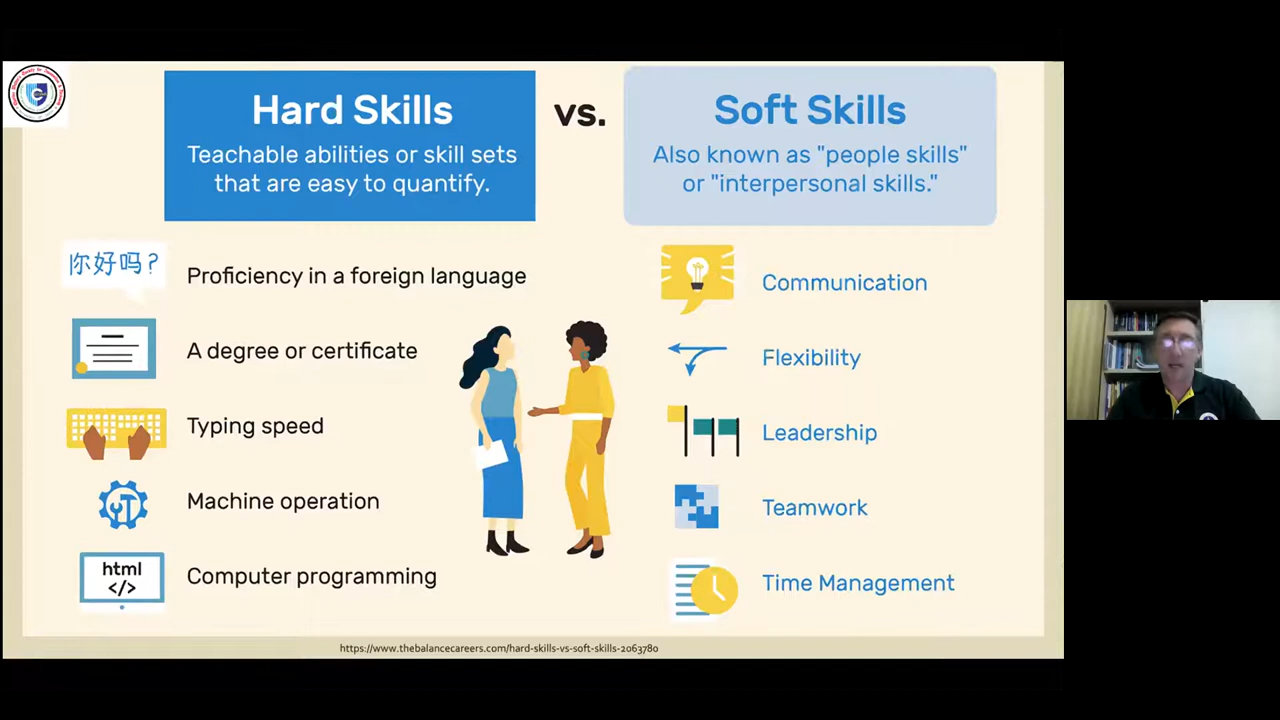 Hard Skills
Teachable abilities or skill sets
that are easy to quantify.
vs.
Soft Skills
Also known as "people skills"
or "interpersonal skills."
你好吗?
Proficiency in a foreign language
A degree or certificate
Typing speed
Machine operation
html
</>
Computer programming
Communication
Flexibility
Leadership
Teamwork
Time Management
https://www.thebalancecareers.com/hard-skills-vs-soft-skills-2063780